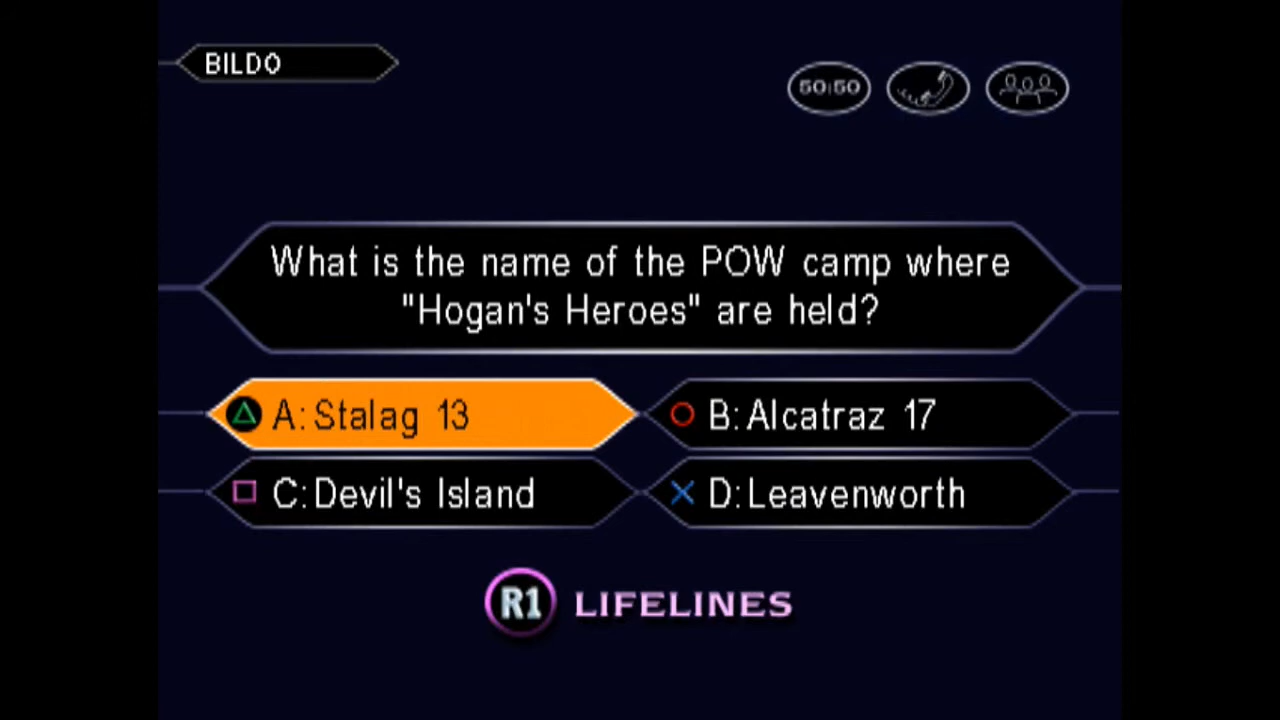 BILDO
50:50
What is the name of the POW camp where
"Hogan's Heroes" are held?
A: Stalag 13
B: Alcatraz 17
C: Devil's Island
D: Leavenworth
R1 LIFELINES